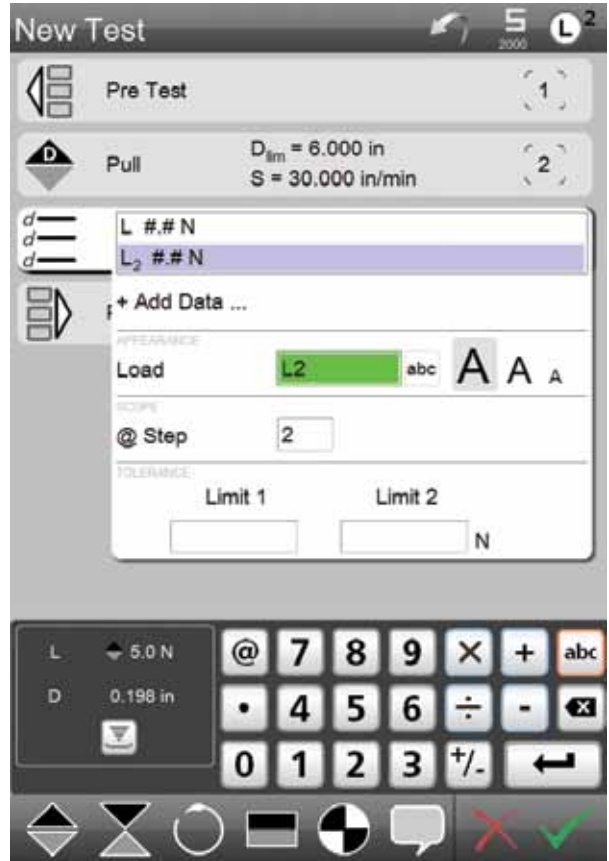 New Test
S
2000
L 2
Pre Test
1
Pull
D
Dlim = 6.000 in
S = 30.000 in/min
2
d
d
d
L #.# N
L2 #.# N
+ Add Data ...
APPEARANCE
Load
L2
abc
A A A
SCOPE
@ Step
2
TOLERANCE
Limit 1
Limit 2
N
L 5.0 N
D 0.198 in
@ 7 8 9 × + abc
. 4 5 6 ÷ -
0 1 2 3 +/-